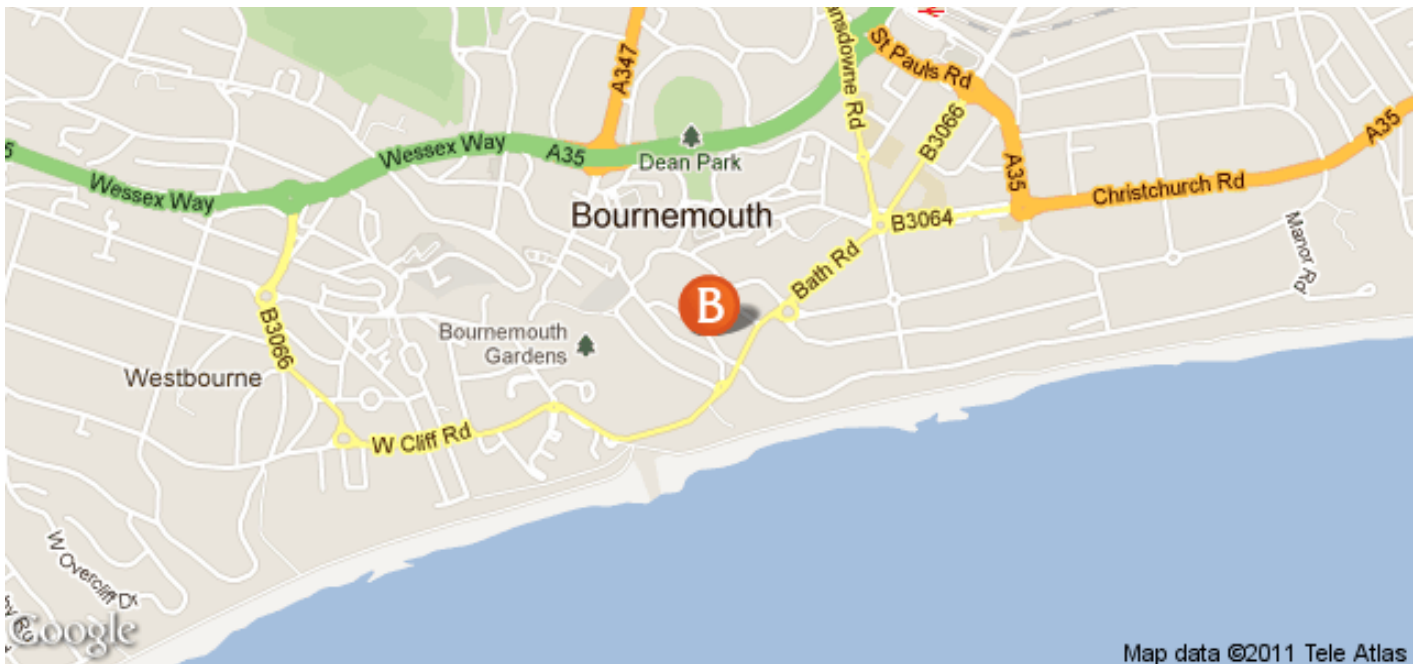 A347
St Pauls Rd
A35
Wessex Way
A35
Dean Park
B3066
Wessex Way
A35
Christchurch Rd
Bournemouth
B3064
Manor Rd
Bath Rd
B
B3066
Bournemouth
Gardens
Westbourne
W Cliff Rd
W Overcliff Dr
Google
Map data ©2011 Tele Atlas